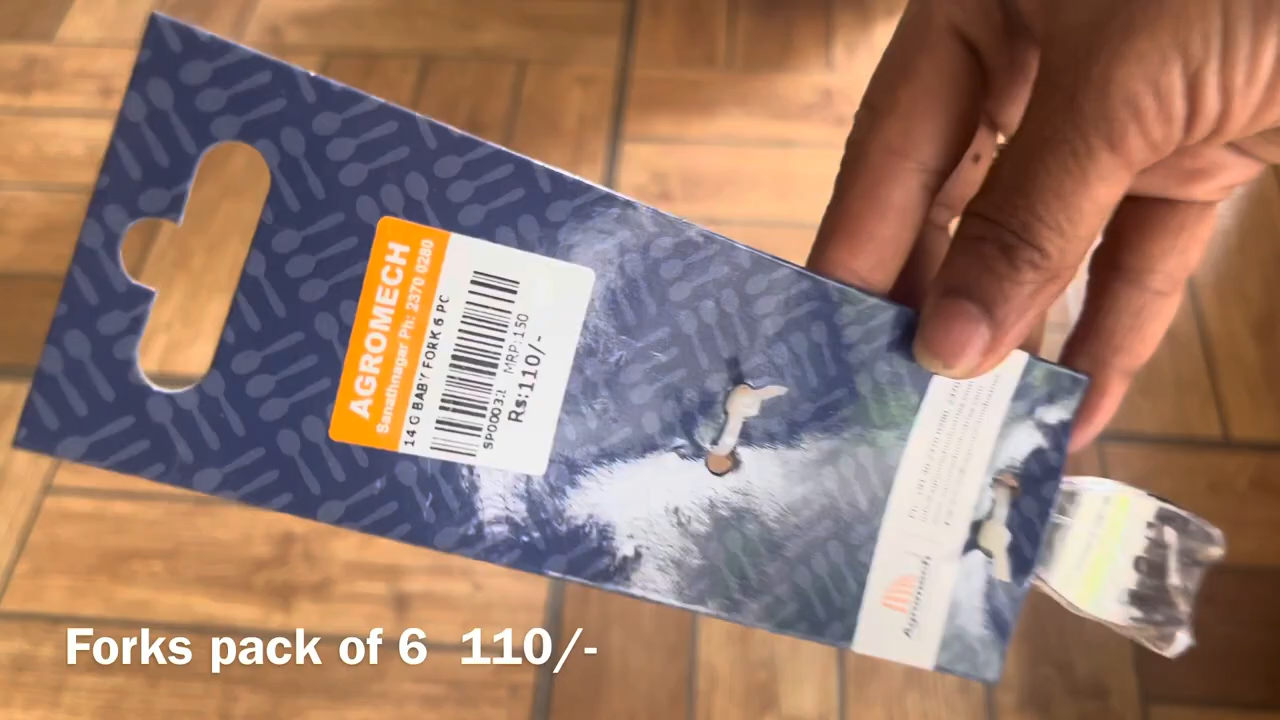 AGROMECH
Sanathnagar Ph: 2370 0280
14 G BABY FORK 6 PC
MRP: 150
Rs:110/-
Agromech
Forks pack of 6 110/-